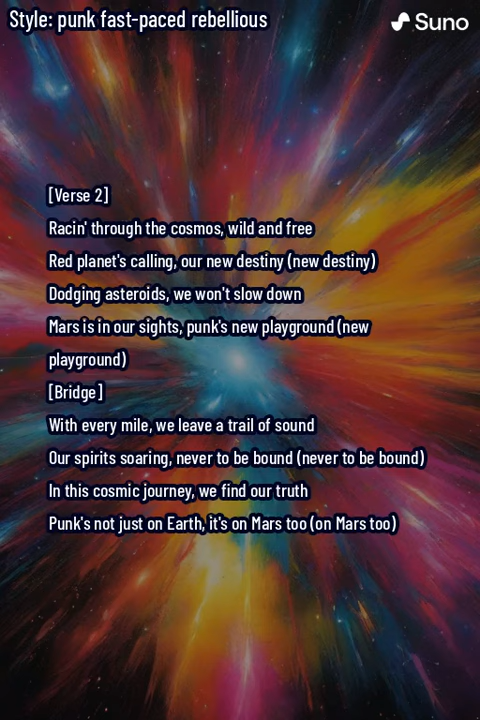 Style: punk fast-paced rebellious
Suno
[Verse 2]
Racin' through the cosmos, wild and free
Red planet's calling, our new destiny (new destiny)
Dodging asteroids, we won't slow down
Mars is in our sights, punk's new playground (new
playground)
[Bridge]
With every mile, we leave a trail of sound
Our spirits soaring, never to be bound (never to be bound)
In this cosmic journey, we find our truth
Punk's not just on Earth, it's on Mars too (on Mars too)